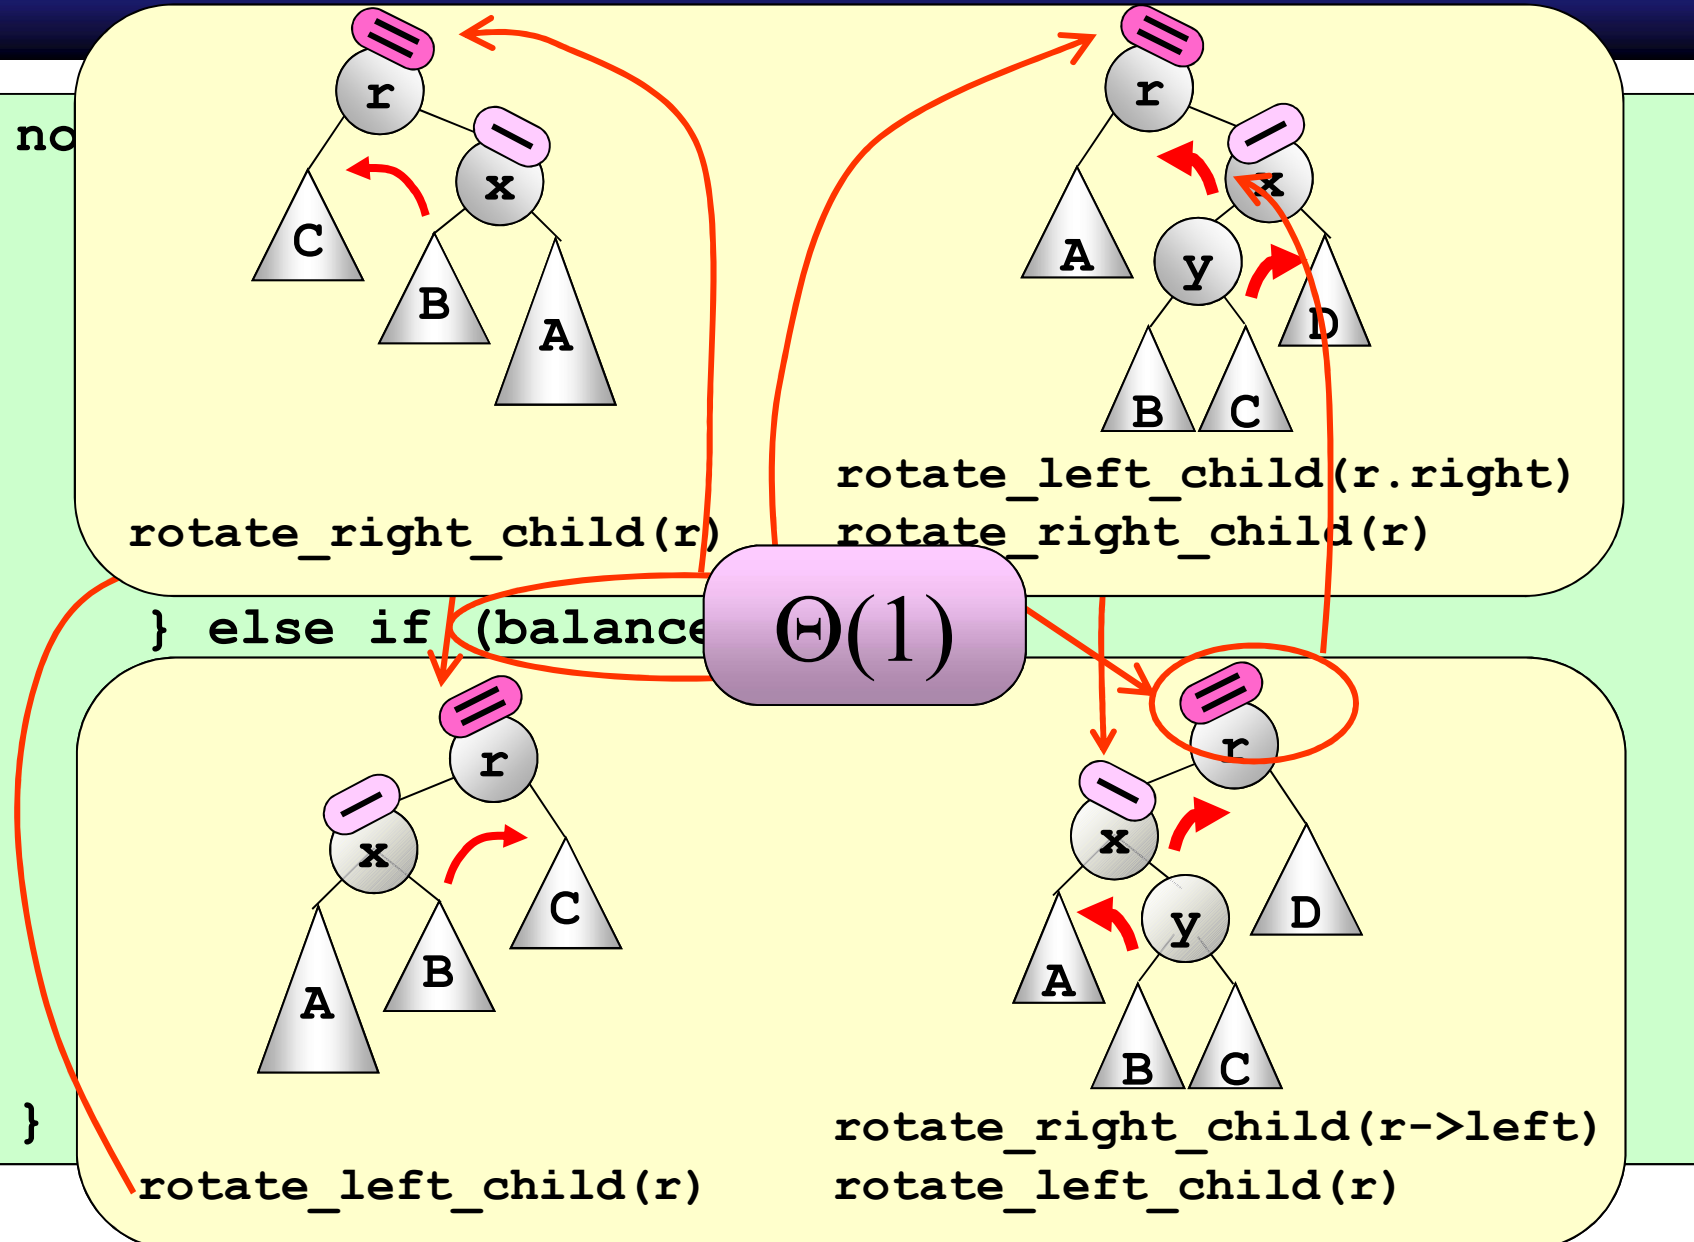 r
r
no
x
x
C
A
y
B
A
D
B
C
rotate_left_child(r.right)
rotate_right_child(r)
rotate_right_child(r)
} else if (balance
Θ(1)
r
r
x
x
C
D
y
B
A
A
B
C
}
rotate_right_child(r->left)
rotate_left_child(r)
rotate_left_child(r)